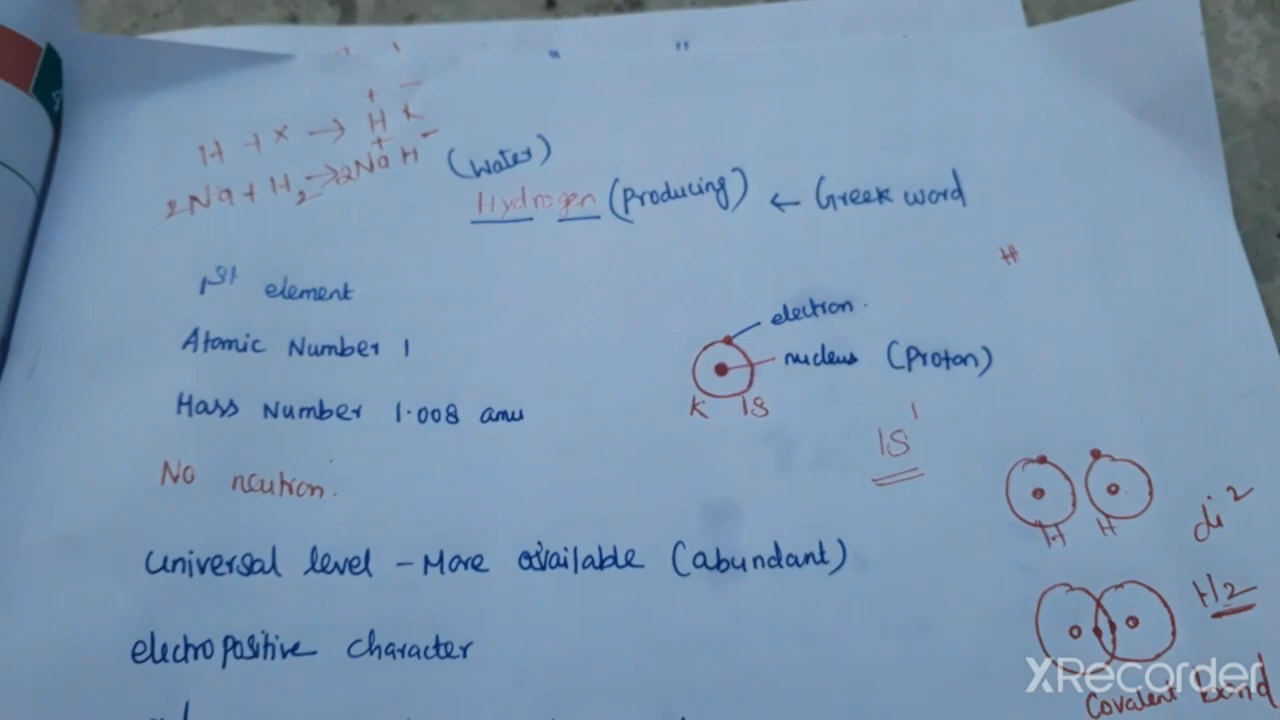 H + x → H⁺ x⁻
2Na + H₂ → 2Na⁺ H⁻
(Water)
Hydrogen (Producing) ← Greek word
H
1st element
electron.
Atomic Number 1
nucleus (Proton)
K 1S
Mass Number 1.008 amu
1S¹
No neutron.
H H
di 2
Universal level - More available (abundant)
H2
electropositive character
XRecorder
Covalent bond